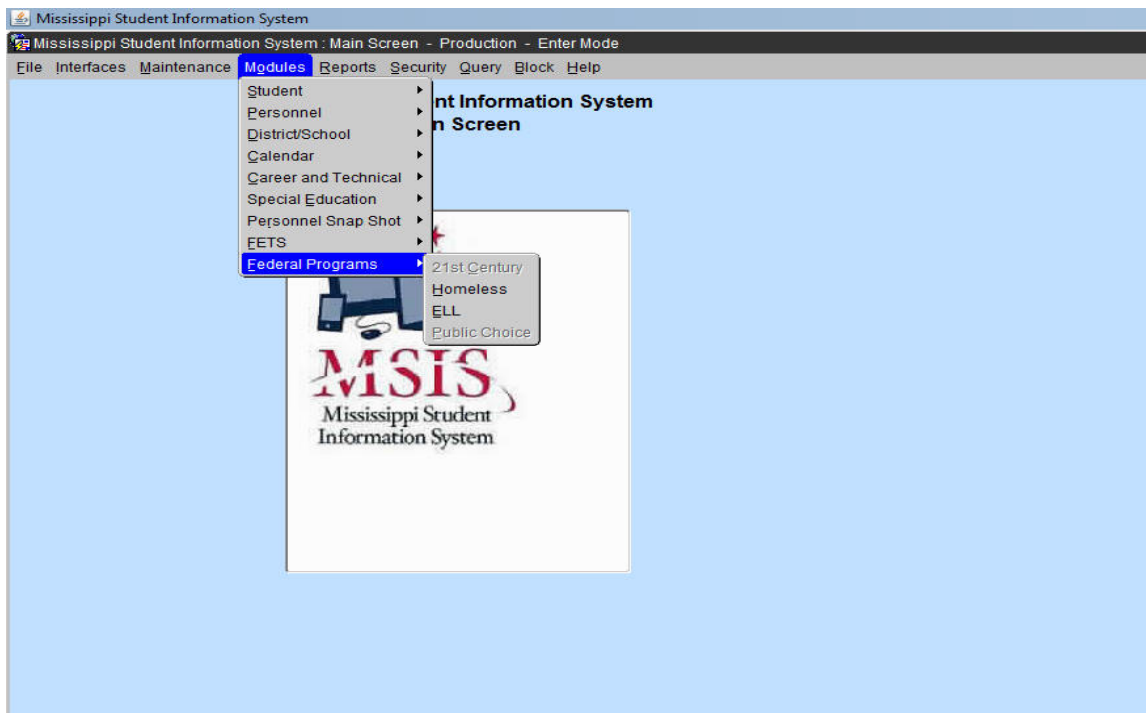 Mississippi Student Information System
Mississippi Student Information System : Main Screen - Production - Enter Mode
File Interfaces Maintenance Modules Reports Security Query Block Help
nt Information System
n Screen
Student
Personnel
District/School
Calendar
Career and Technical
Special Education
Personnel Snap Shot
FETS
Federal Programs
21st Century
Homeless
ELL
Public Choice
MSIS
Mississippi Student
Information System